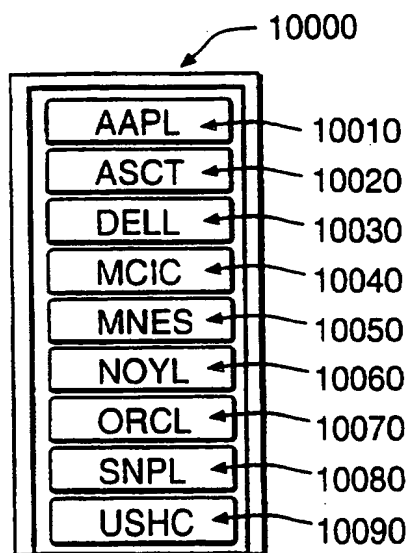 10000
AAPL 10010
ASCT 10020
DELL 10030
MCIC 10040
MNES 10050
NOYL 10060
ORCL 10070
SNPL 10080
USHC 10090